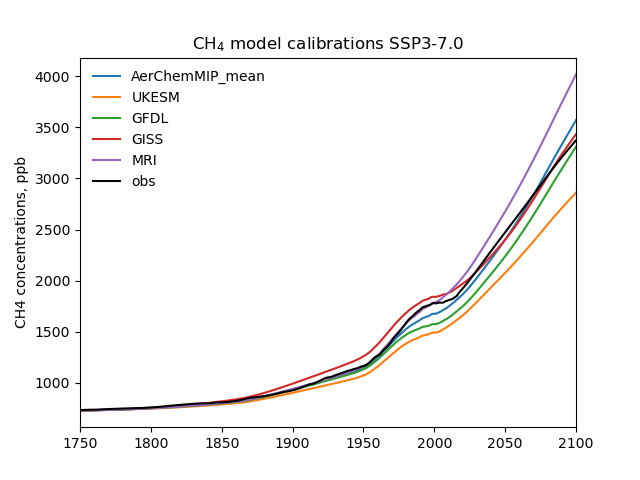 CH₄ model calibrations SSP3-7.0
CH4 concentrations, ppb
4000
3500
3000
2500
2000
1500
1000
AerChemMIP_mean
UKESM
GFDL
GISS
MRI
obs
1750 1800 1850 1900 1950 2000 2050 2100